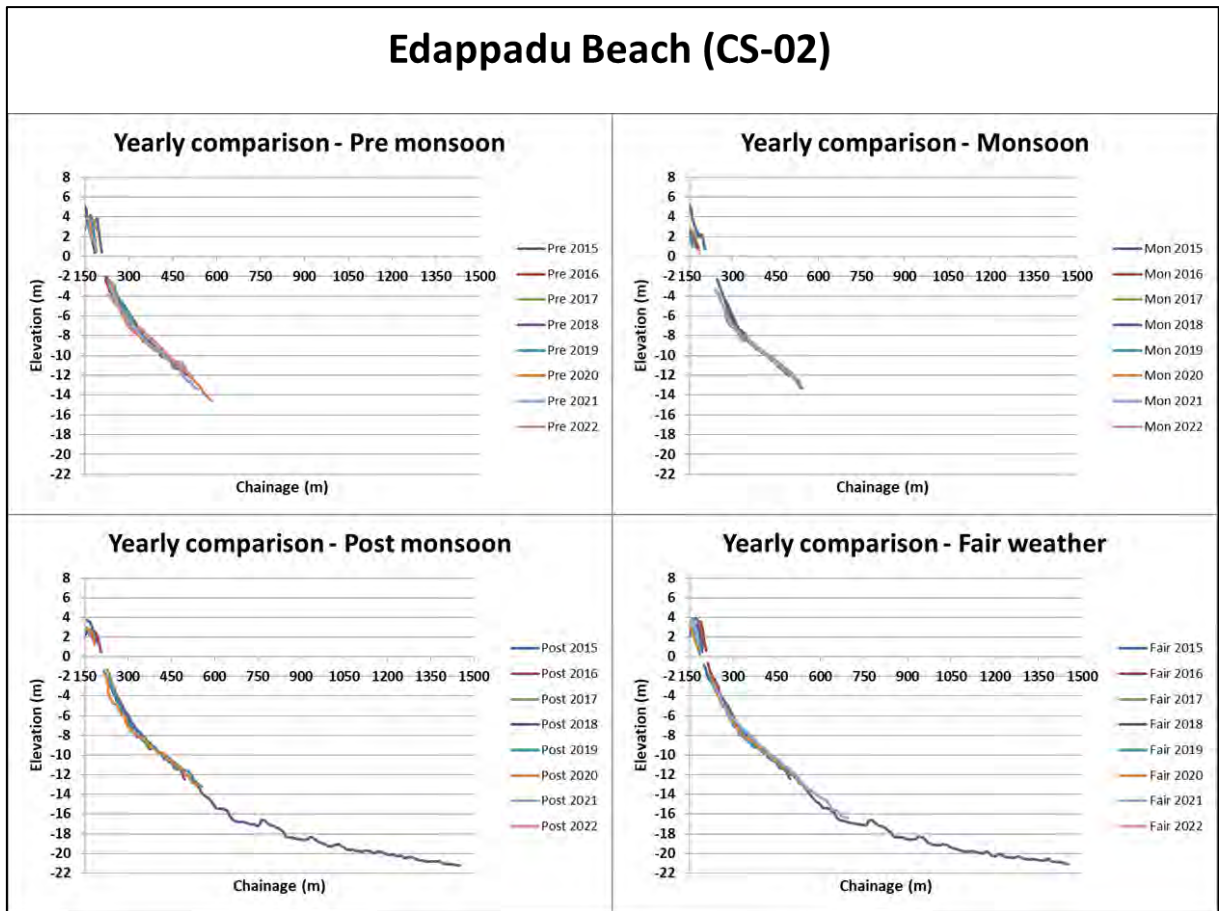 Edappadu Beach (CS-02)
Yearly comparison - Pre monsoon
8
6
4
2
0
-2
-4
-6
-8
-10
-12
-14
-16
-18
-20
-22
150 300 450 600 750 900 1050 1200 1350 1500
Elevation (m)
Chainage (m)
Pre 2015
Pre 2016
Pre 2017
Pre 2018
Pre 2019
Pre 2020
Pre 2021
Pre 2022
Yearly comparison - Monsoon
8
6
4
2
0
-2
-4
-6
-8
-10
-12
-14
-16
-18
-20
-22
150 300 450 600 750 900 1050 1200 1350 1500
Elevation (m)
Chainage (m)
Mon 2015
Mon 2016
Mon 2017
Mon 2018
Mon 2019
Mon 2020
Mon 2021
Mon 2022
Yearly comparison - Post monsoon
8
6
4
2
0
-2
-4
-6
-8
-10
-12
-14
-16
-18
-20
-22
150 300 450 600 750 900 1050 1200 1350 1500
Elevation (m)
Chainage (m)
Post 2015
Post 2016
Post 2017
Post 2018
Post 2019
Post 2020
Post 2021
Post 2022
Yearly comparison - Fair weather
8
6
4
2
0
-2
-4
-6
-8
-10
-12
-14
-16
-18
-20
-22
150 300 450 600 750 900 1050 1200 1350 1500
Elevation (m)
Chainage (m)
Fair 2015
Fair 2016
Fair 2017
Fair 2018
Fair 2019
Fair 2020
Fair 2021
Fair 2022